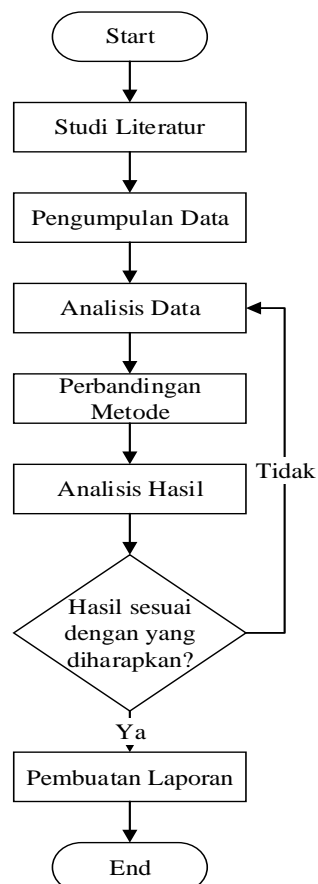 Start
Studi Literatur
Pengumpulan Data
Analisis Data
Perbandingan
Metode
Analisis Hasil
Tidak
Hasil sesuai
dengan yang
diharapkan?
Ya
Pembuatan Laporan
End